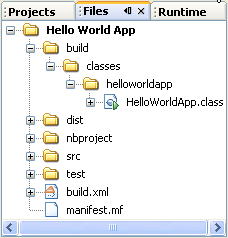 Projects Files Runtime
Hello World App
build
classes
helloworldapp
HelloWorldApp.class
dist
nbproject
src
test
build.xml
manifest.mf